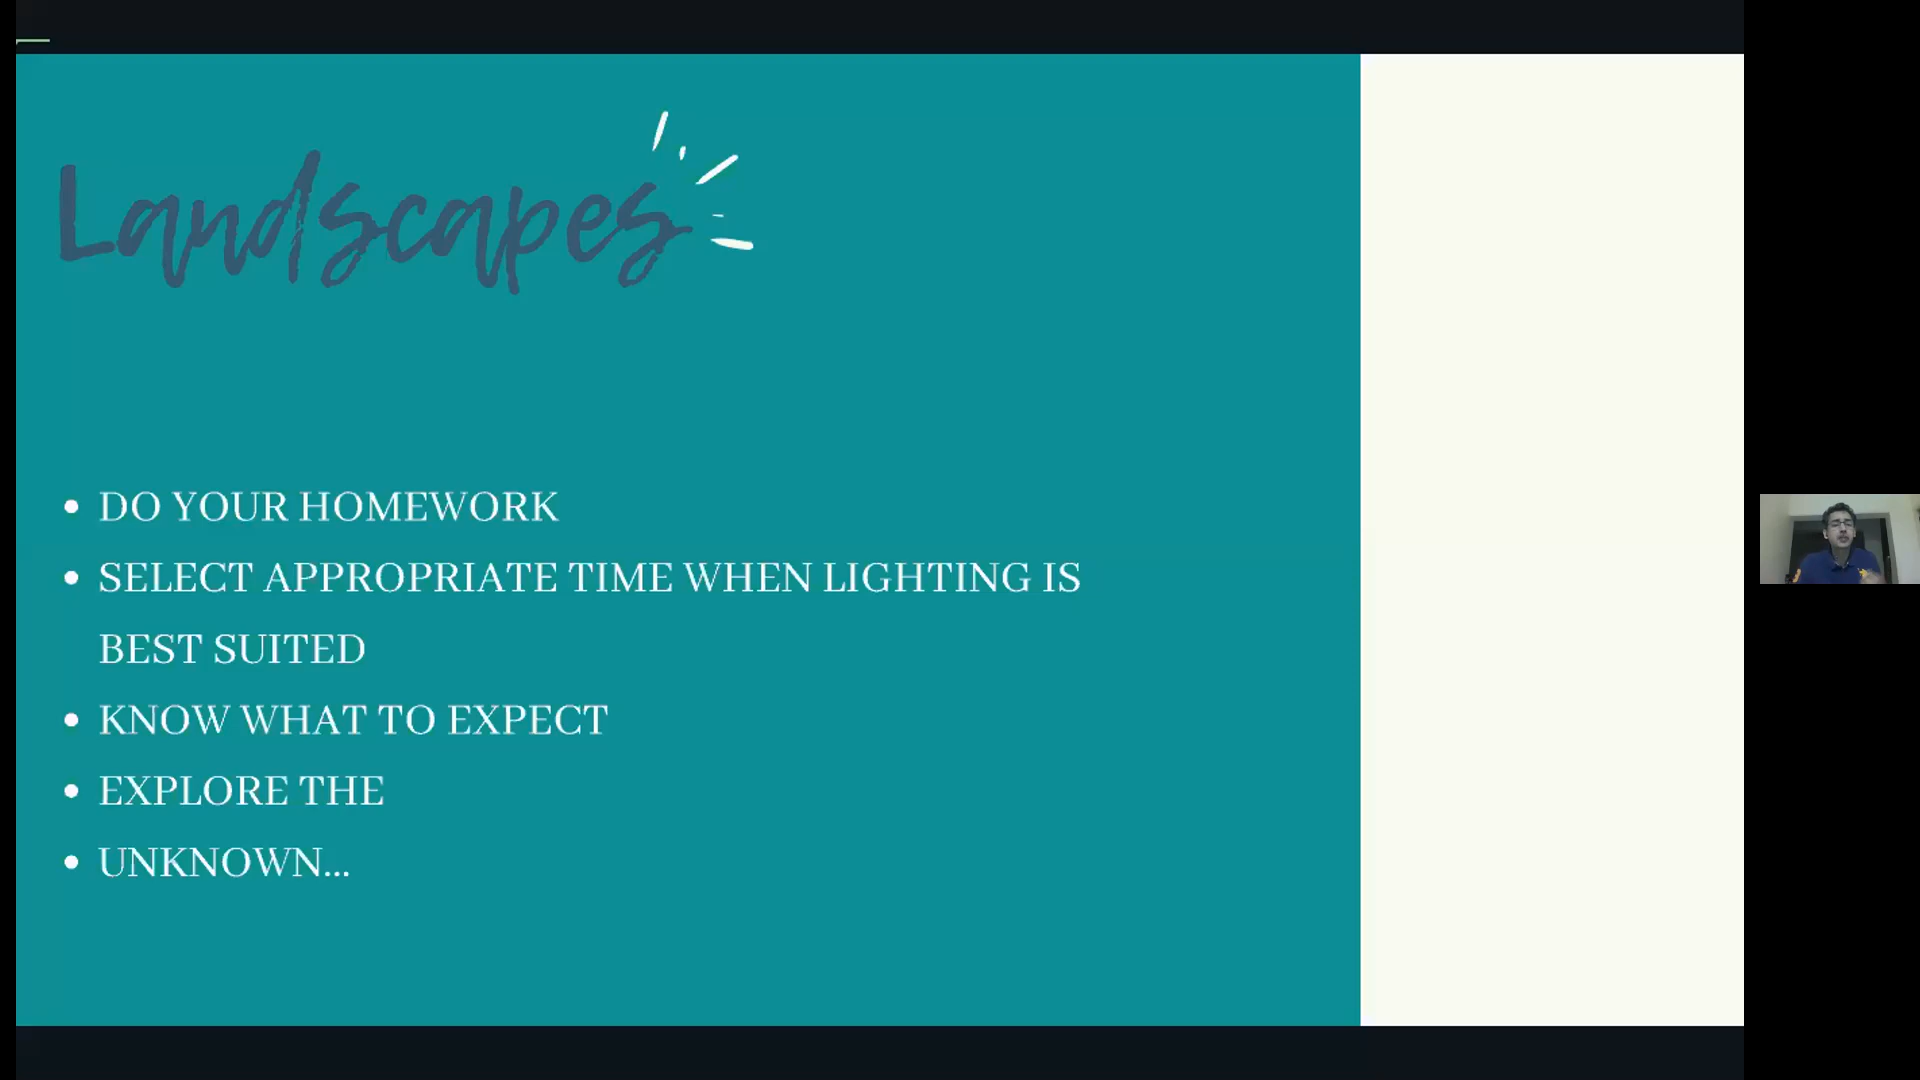 Landscapes
• DO YOUR HOMEWORK
• SELECT APPROPRIATE TIME WHEN LIGHTING IS
BEST SUITED
• KNOW WHAT TO EXPECT
• EXPLORE THE
• UNKNOWN...